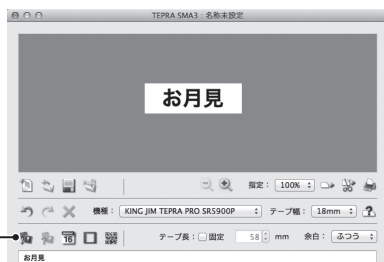 TEPRA SMA3 : 名称未設定
お月見
指定： 100%
機種： KING JIM TEPRA PRO SR5900P テープ幅： 18mm ?
16 テープ長： 固定 58 mm 余白： ふつう
お月見